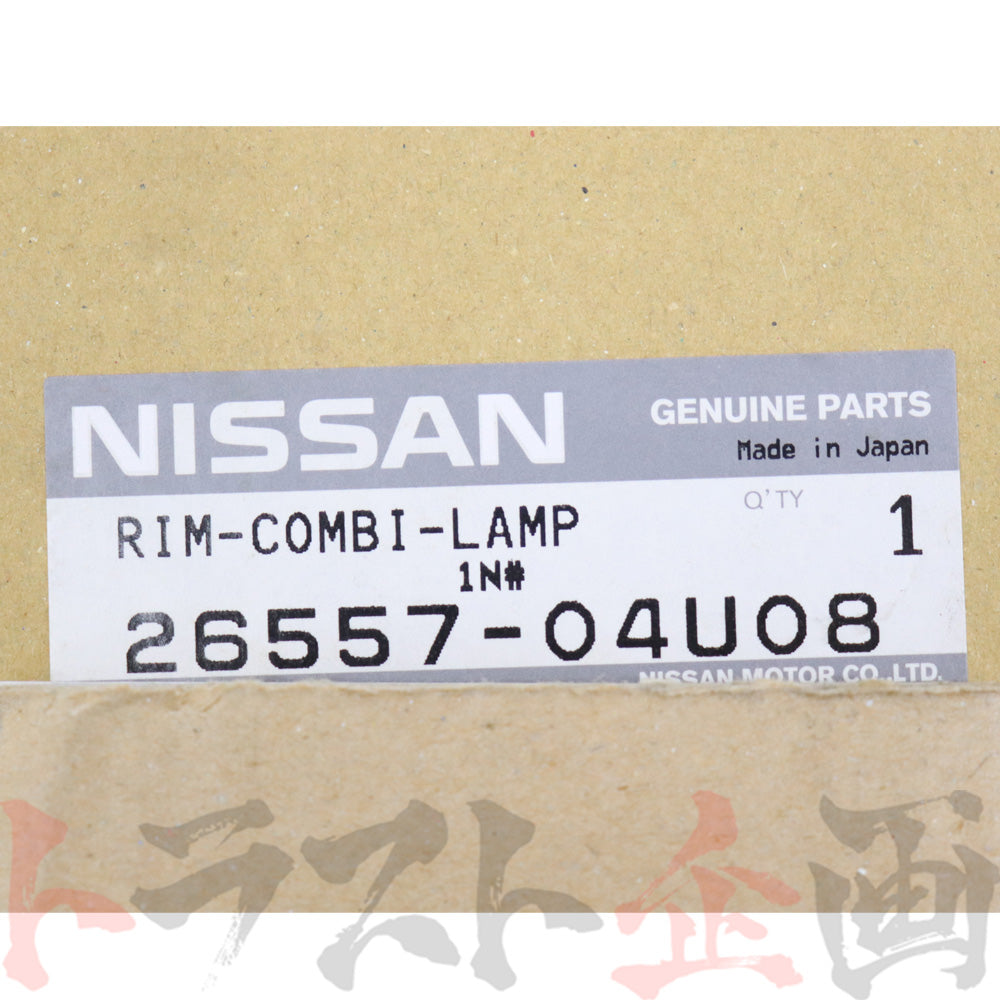 NISSAN
GENUINE PARTS
Made in Japan
RIM-COMBI-LAMP
Q'TY 1
1N#
26557-04U08
NISSAN MOTOR CO.,LTD.
トラスト企画